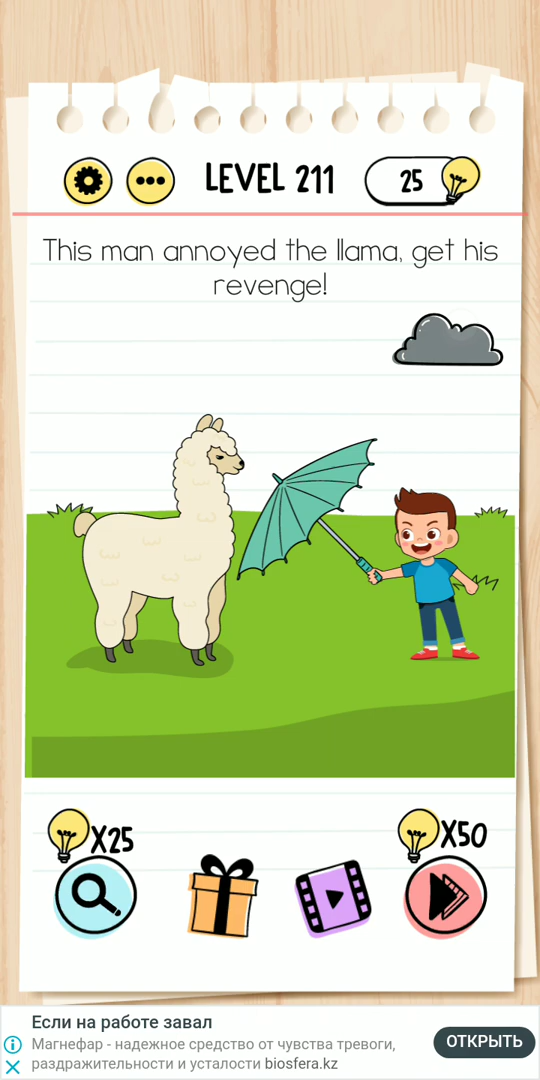 LEVEL 211
25
This man annoyed the llama, get his
revenge!
X25
X50
Если на работе завал
Магнефар - надежное средство от чувства тревоги,
раздражительности и усталости biosfera.kz
ОТКРЫТЬ